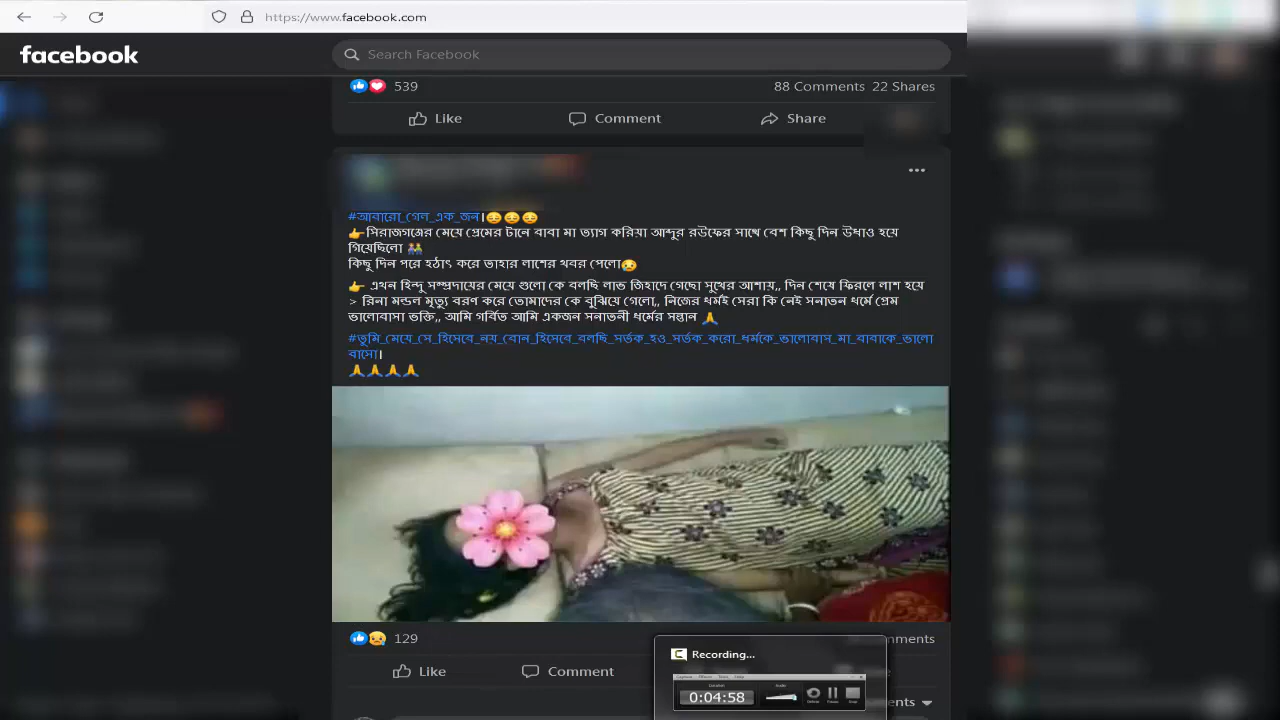 https://www.facebook.com
facebook
Search Facebook
539
88 Comments 22 Shares
Like
Comment
Share
#আবারো_গেল_এক_জন।😔😔😔
👉সিরাজগঞ্জের মেয়ে প্রেমের টানে বাবা মা ত্যাগ করিয়া আব্দুর রউফের সাথে বেশ কিছু দিন উধাও হয়ে
গিয়েছিলো 👫
কিছু দিন পরে হঠাৎ করে তাহার লাশের খবর পেলো😥
👉 এখন হিন্দু সম্প্রদায়ের মেয়ে গুলো কে বলছি লাভ জিহাদে গেছো সুখের আশায়,, দিন শেষে ফিরলে লাশ হয়ে
> রিনা মন্ডল মৃত্যু বরণ করে তোমাদের কে বুঝিয়ে গেলো,, নিজের ধর্মই সেরা কি নেই সনাতন ধর্মে প্রেম
ভালোবাসা ভক্তি,, আমি গর্বিত আমি একজন সনাতনী ধর্মের সন্তান 🙏
#তুমি_মেয়ে_সে_হিসেবে_নয়_বোন_হিসেবে_বলছি_সর্তক_হও_সর্তক_করো_ধর্মকে_ভালোবাস_মা_বাবাকে_ভালো
বাসো।
🙏🙏🙏🙏
129
Like
Comment
Recording...
0:04:58